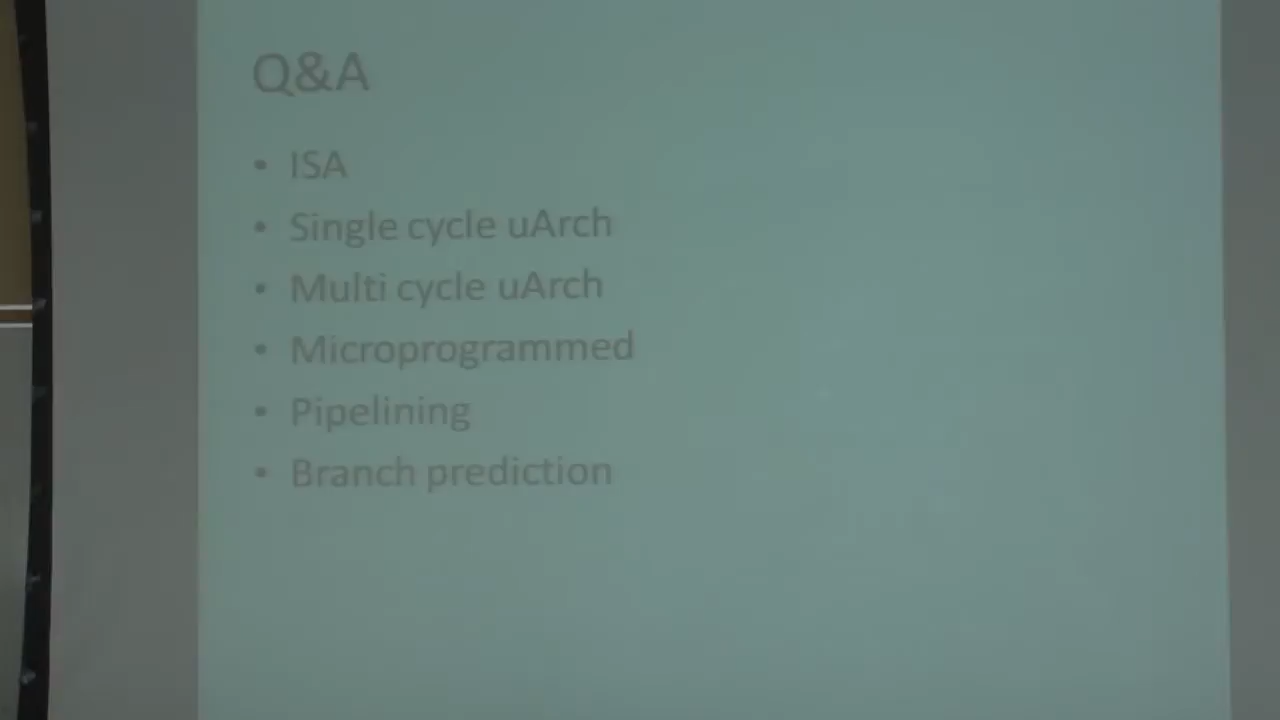 Q&A
• ISA
• Single cycle uArch
• Multi cycle uArch
• Microprogrammed
• Pipelining
• Branch prediction